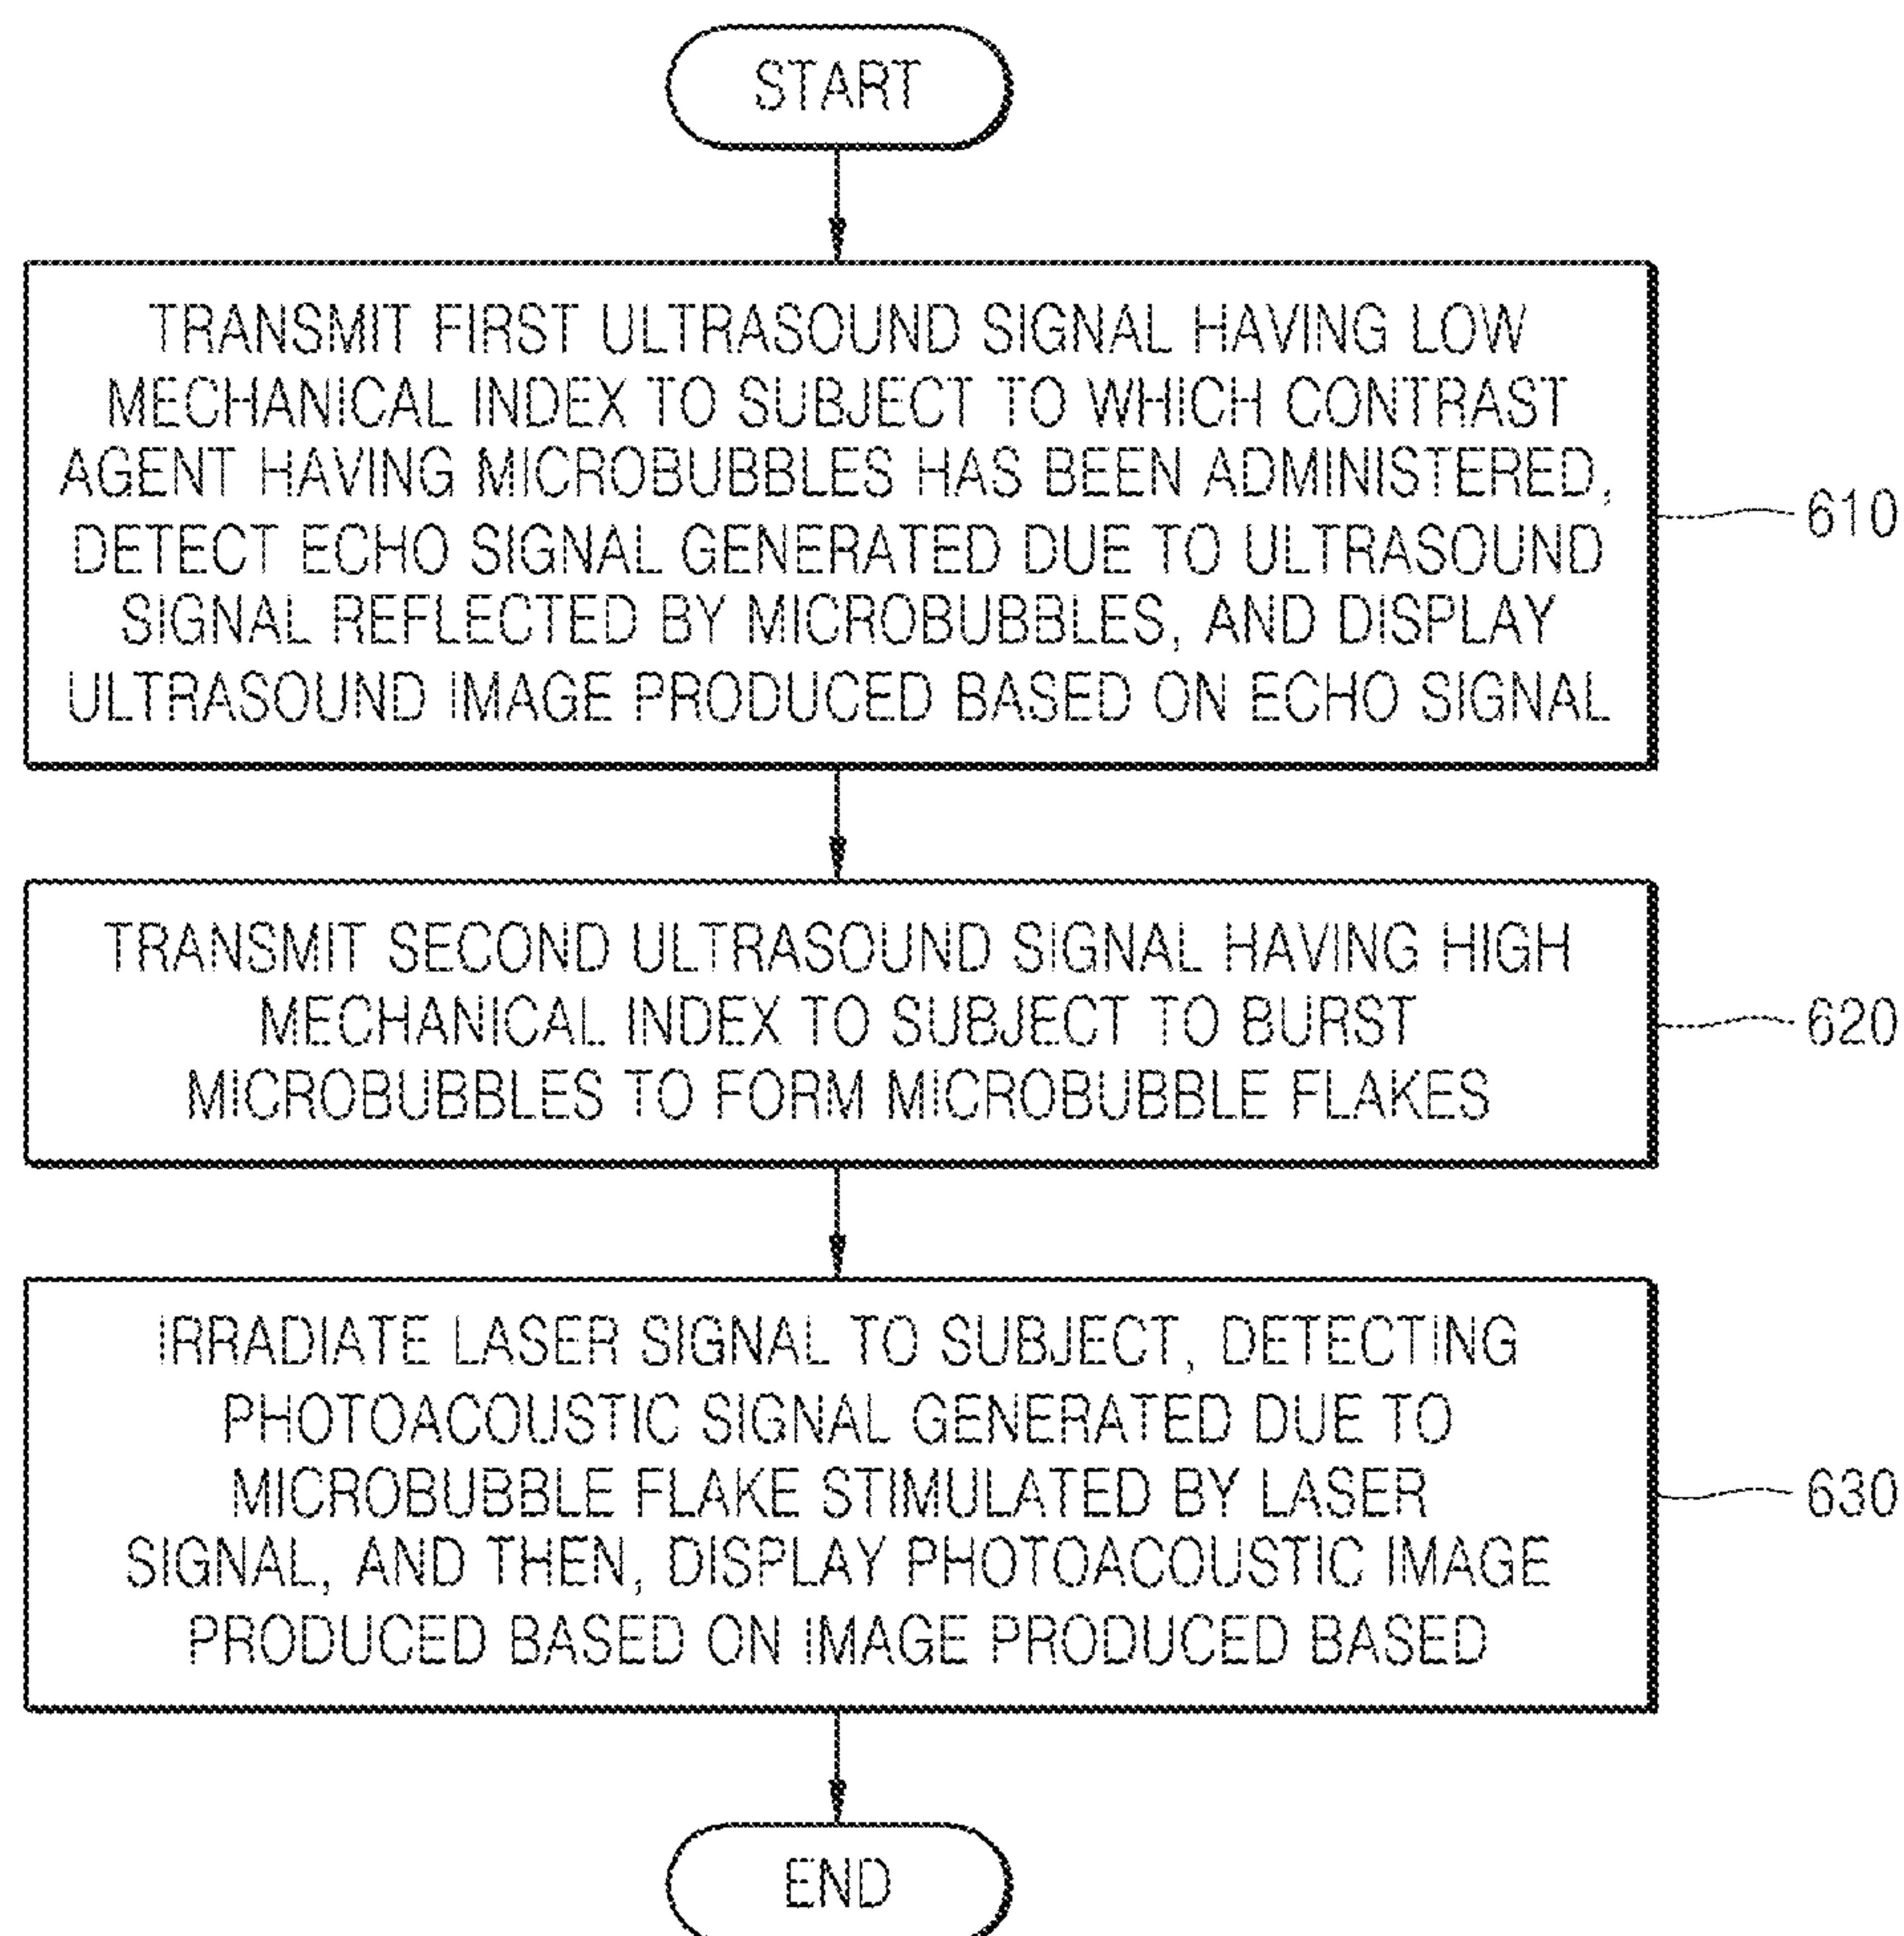 START
TRANSMIT FIRST ULTRASOUND SIGNAL HAVING LOW
MECHANICAL INDEX TO SUBJECT TO WHICH CONTRAST
AGENT HAVING MICROBUBBLES HAS BEEN ADMINISTERED,
DETECT ECHO SIGNAL GENERATED DUE TO ULTRASOUND
SIGNAL REFLECTED BY MICROBUBBLES, AND DISPLAY
ULTRASOUND IMAGE PRODUCED BASED ON ECHO SIGNAL
610
TRANSMIT SECOND ULTRASOUND SIGNAL HAVING HIGH
MECHANICAL INDEX TO SUBJECT TO BURST
MICROBUBBLES TO FORM MICROBUBBLE FLAKES
620
IRRADIATE LASER SIGNAL TO SUBJECT, DETECTING
PHOTOACOUSTIC SIGNAL GENERATED DUE TO
MICROBUBBLE FLAKE STIMULATED BY LASER
SIGNAL, AND THEN, DISPLAY PHOTOACOUSTIC IMAGE
PRODUCED BASED ON IMAGE PRODUCED BASED
630
END